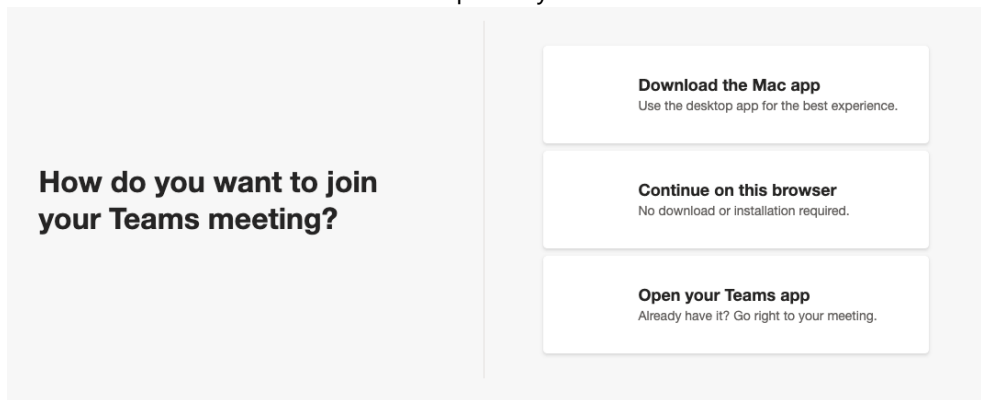 How do you want to join
your Teams meeting?
Download the Mac app
Use the desktop app for the best experience.
Continue on this browser
No download or installation required.
Open your Teams app
Already have it? Go right to your meeting.